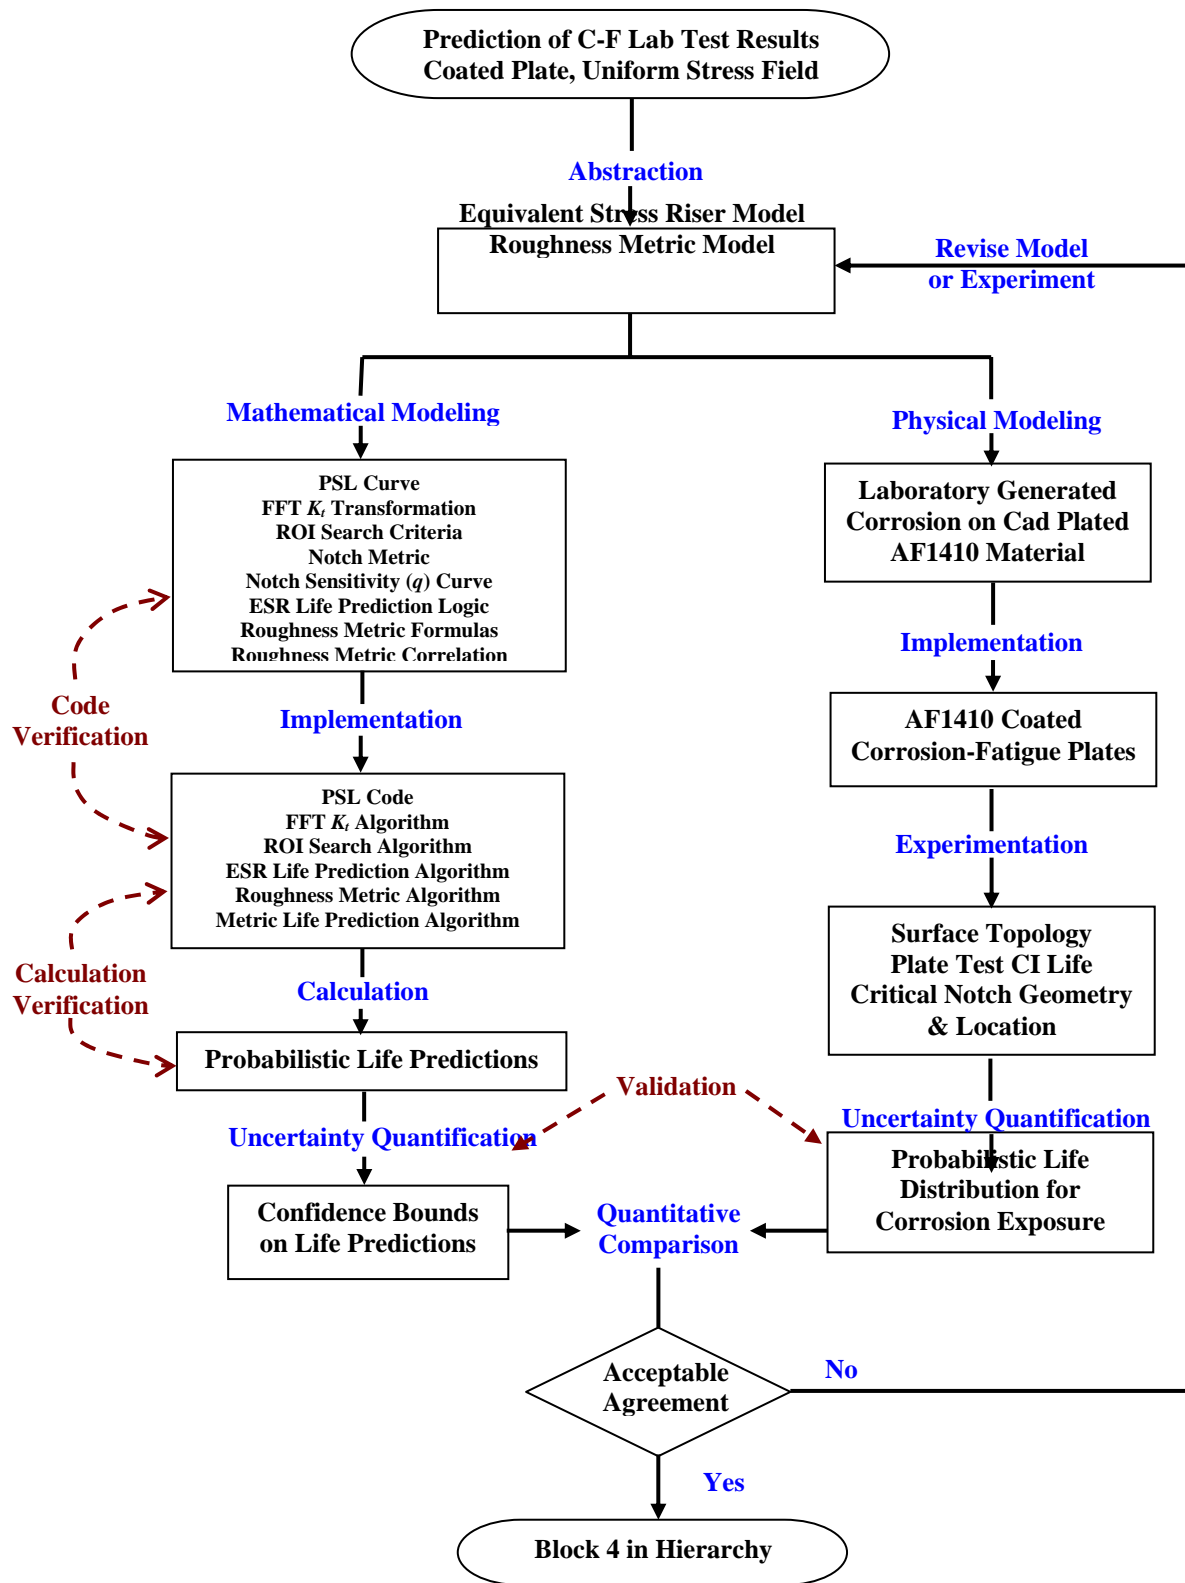 Prediction of C-F Lab Test Results
Coated Plate, Uniform Stress Field
Abstraction
Equivalent Stress Riser Model
Roughness Metric Model
Revise Model
or Experiment
Mathematical Modeling
Physical Modeling
PSL Curve
FFT Kt Transformation
ROI Search Criteria
Notch Metric
Notch Sensitivity (q) Curve
ESR Life Prediction Logic
Roughness Metric Formulas
Roughness Metric Correlation
Laboratory Generated
Corrosion on Cad Plated
AF1410 Material
Code
Verification
Implementation
Implementation
AF1410 Coated
Corrosion-Fatigue Plates
PSL Code
FFT Kt Algorithm
ROI Search Algorithm
ESR Life Prediction Algorithm
Roughness Metric Algorithm
Metric Life Prediction Algorithm
Experimentation
Calculation
Verification
Calculation
Surface Topology
Plate Test CI Life
Critical Notch Geometry
& Location
Probabilistic Life Predictions
Validation
Uncertainty Quantification
Uncertainty Quantification
Confidence Bounds
on Life Predictions
Quantitative
Comparison
Probabilistic Life
Distribution for
Corrosion Exposure
Acceptable
Agreement
No
Yes
Block 4 in Hierarchy